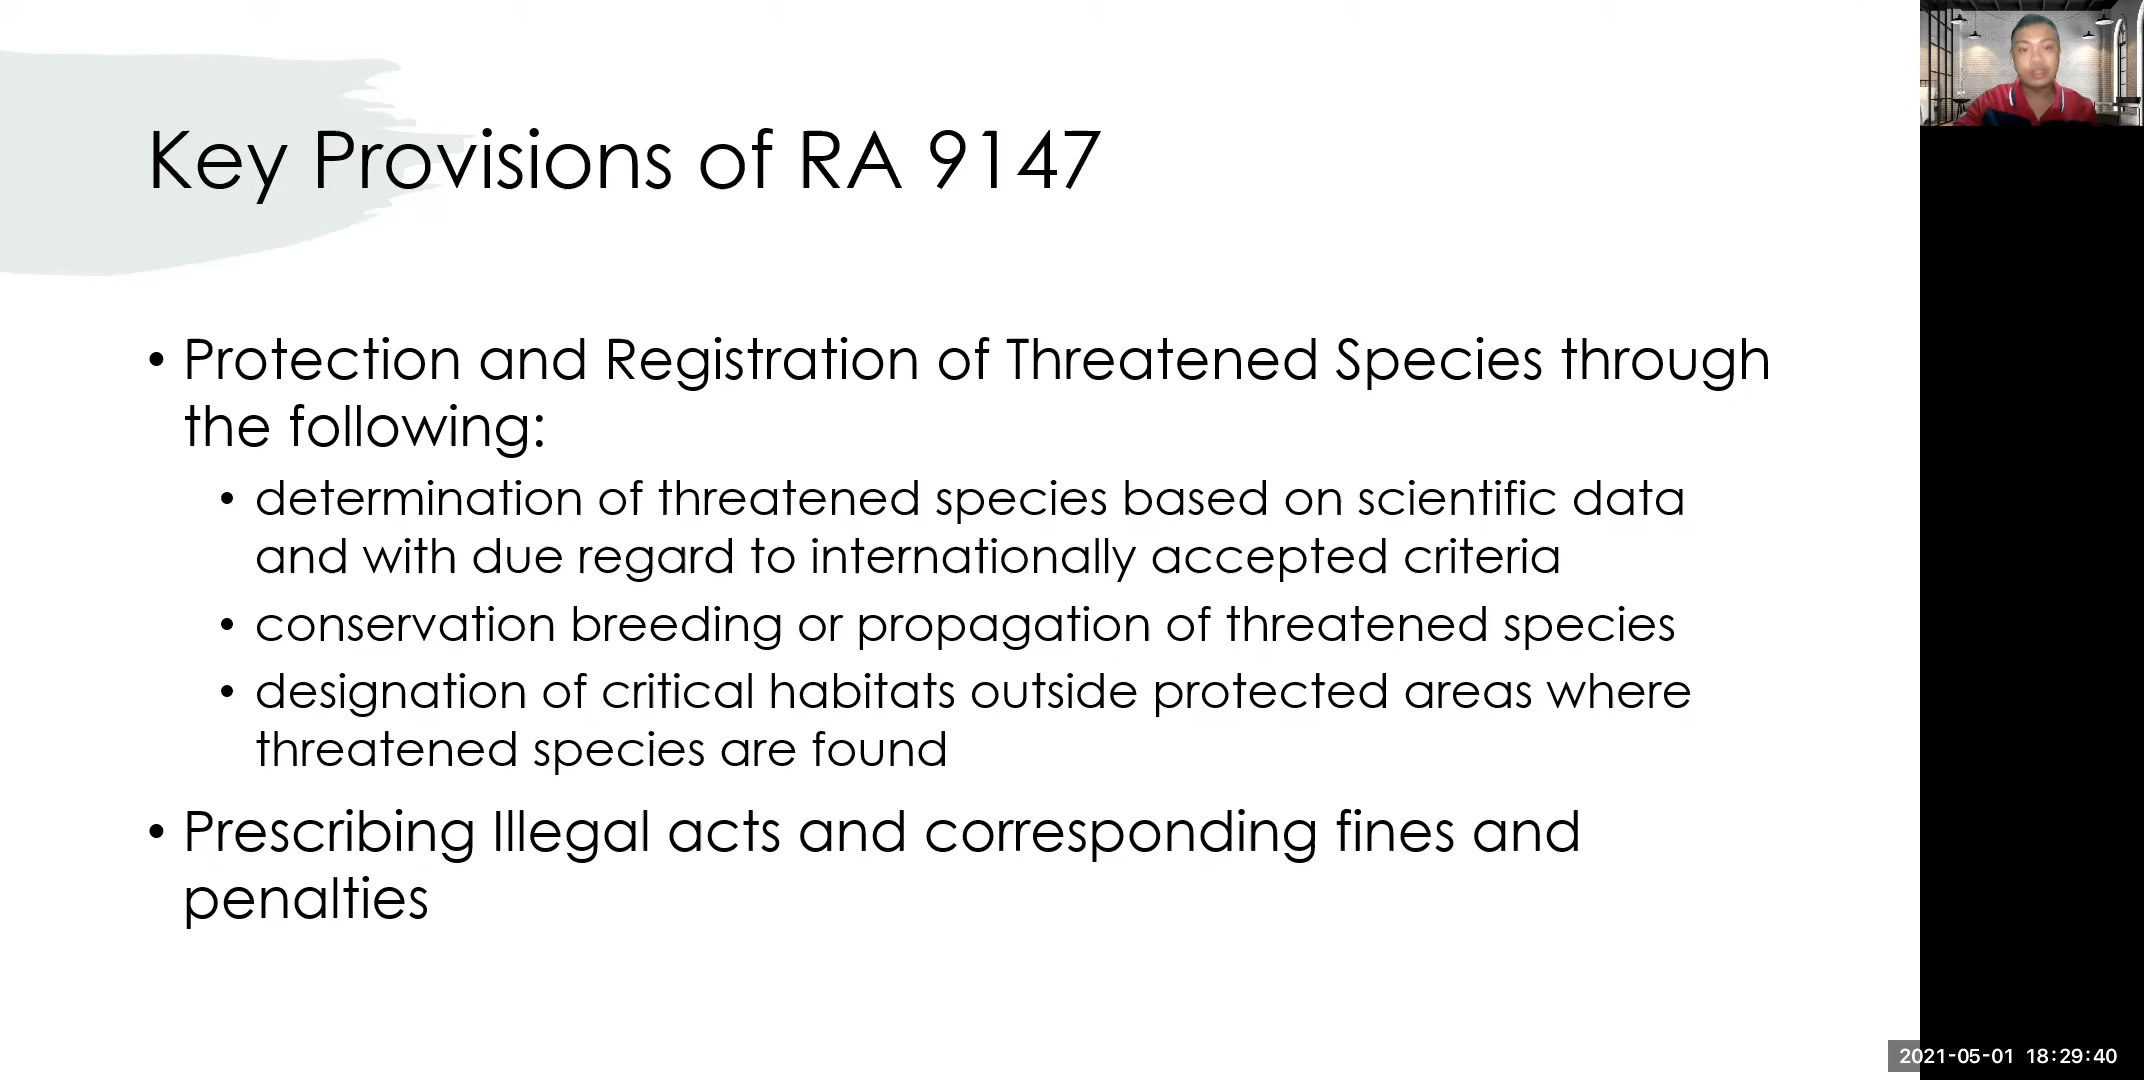 Key Provisions of RA 9147
• Protection and Registration of Threatened Species through
the following:
• determination of threatened species based on scientific data
and with due regard to internationally accepted criteria
• conservation breeding or propagation of threatened species
• designation of critical habitats outside protected areas where
threatened species are found
• Prescribing Illegal acts and corresponding fines and
penalties
2021-05-01 18:29:40